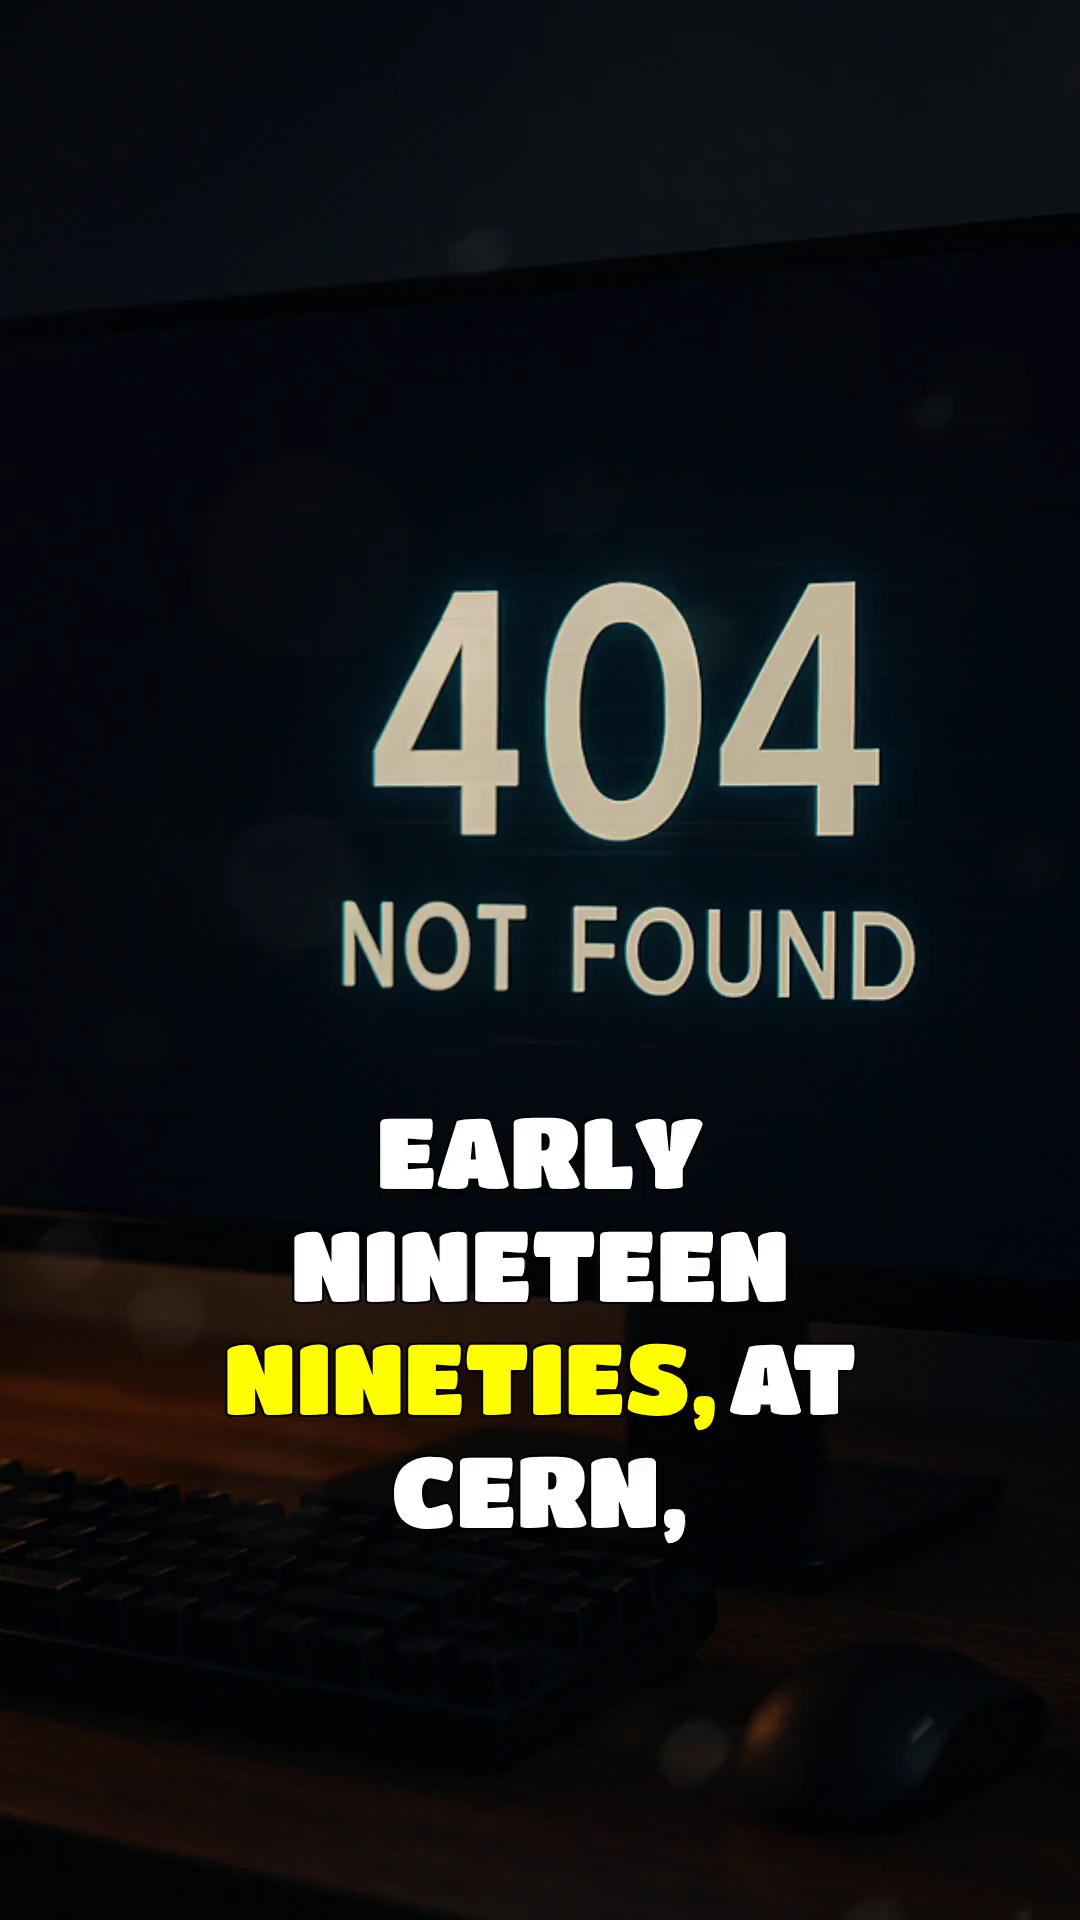 404
NOT FOUND
EARLY
NINETEEN
NINETIES, AT
CERN,